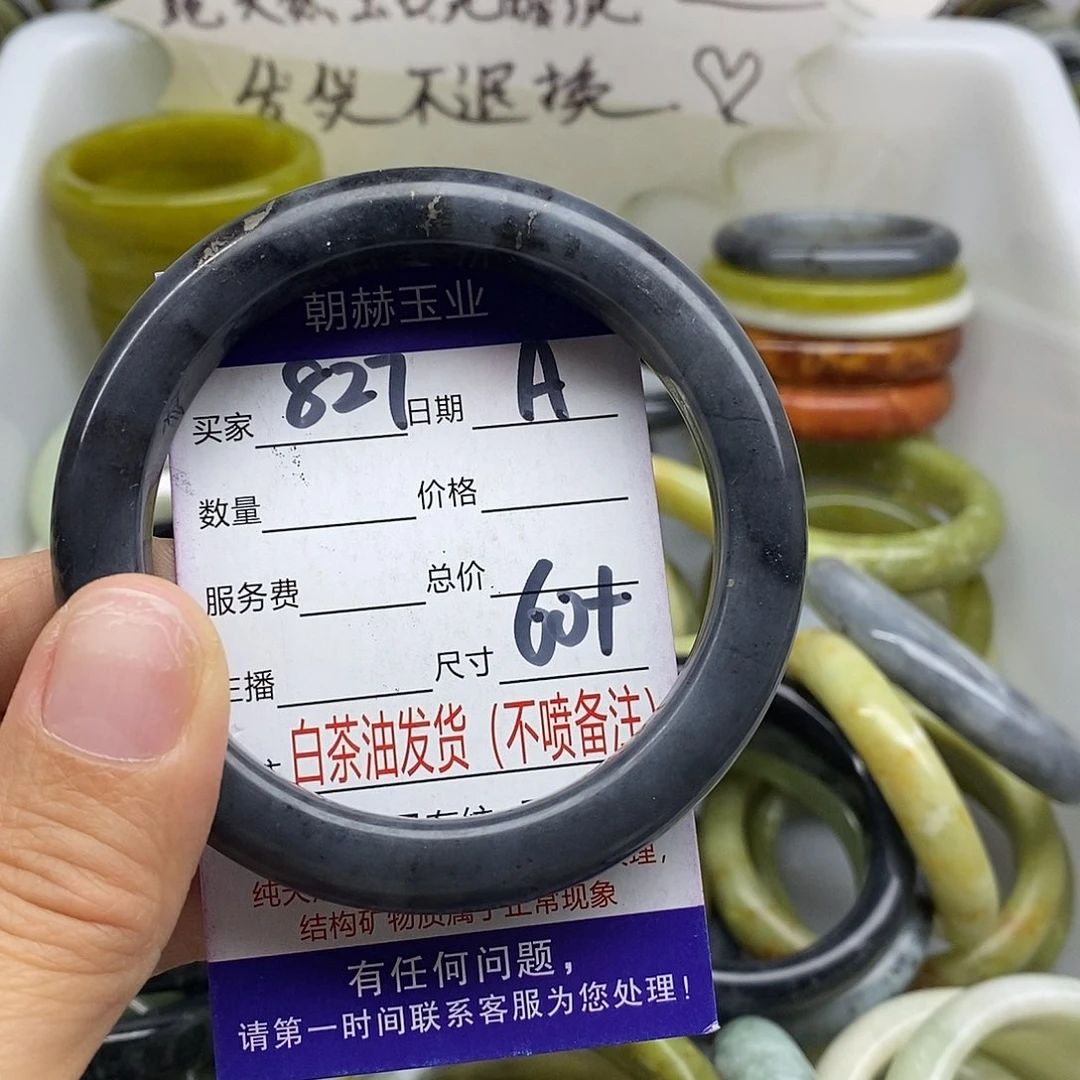 发货不退换
朝赫玉业
买家 827 日期 A
数量 价格
服务费 总价
主播 尺寸 60+
白茶油发货（不喷备注）
理，
结构矿物质属于正常现象
有任何问题，
请第一时间联系客服为您处理！